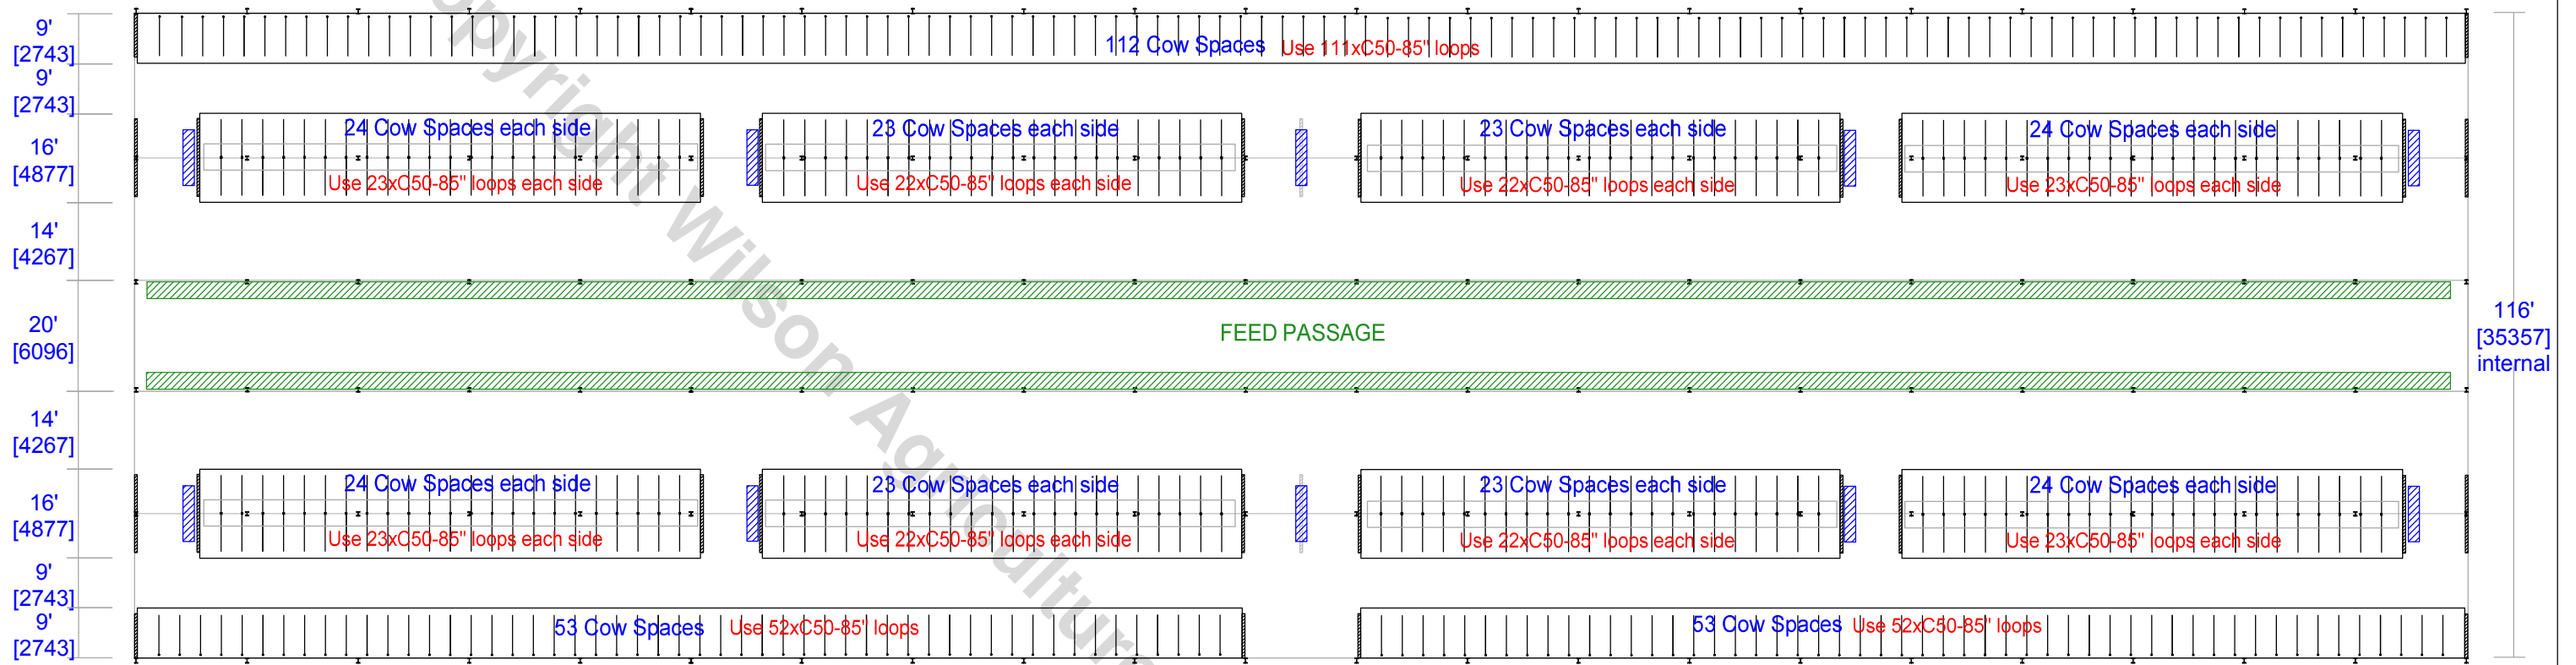 9'
[2743]
112 Cow Spaces Use 111xC50-85" loops
9'
[2743]
24 Cow Spaces each side
Use 23xC50-85" loops each side
23 Cow Spaces each side
Use 22xC50-85" loops each side
23 Cow Spaces each side
Use 22xC50-85" loops each side
24 Cow Spaces each side
Use 23xC50-85" loops each side
16'
[4877]
14'
[4267]
20'
[6096]
FEED PASSAGE
116'
[35357]
internal
14'
[4267]
24 Cow Spaces each side
Use 23xC50-85" loops each side
23 Cow Spaces each side
Use 22xC50-85" loops each side
23 Cow Spaces each side
Use 22xC50-85" loops each side
24 Cow Spaces each side
Use 23xC50-85" loops each side
16'
[4877]
9'
[2743]
9'
[2743]
53 Cow Spaces Use 52xC50-85" loops
53 Cow Spaces Use 52xC50-85" loops
opyright Wilson Agriculture